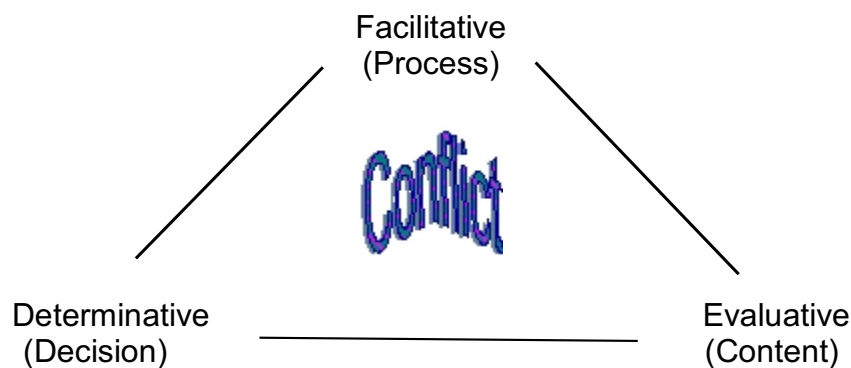 Facilitative
(Process)
Conflict
Determinative
(Decision)
Evaluative
(Content)